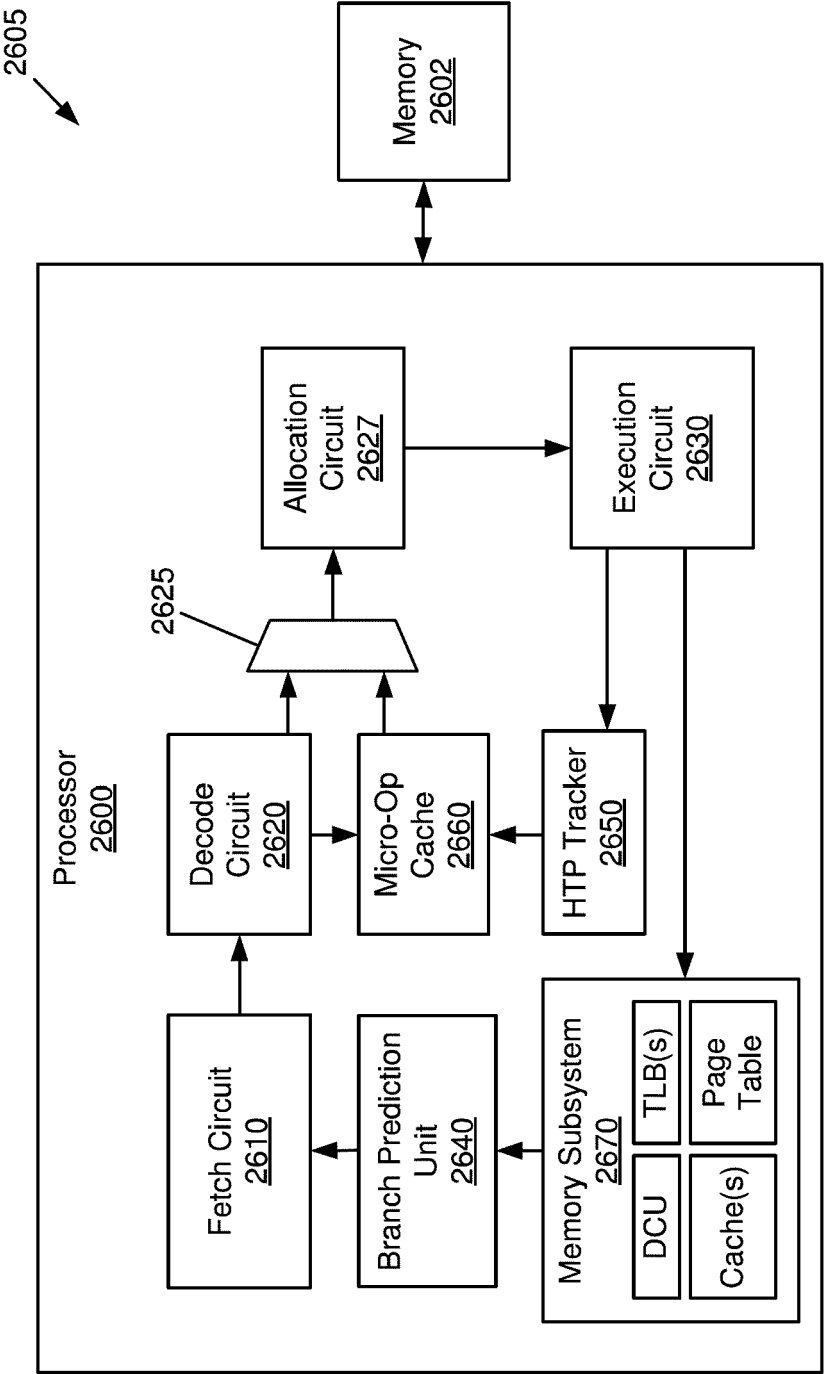 2605
Processor
2600
Memory
2602
Fetch Circuit
2610
Decode
Circuit
2620
2625
Allocation
Circuit
2627
Branch Prediction
Unit
2640
Micro-Op
Cache
2660
Memory Subsystem
2670
DCU
TLB(s)
Cache(s)
Page
Table
HTP Tracker
2650
Execution
Circuit
2630